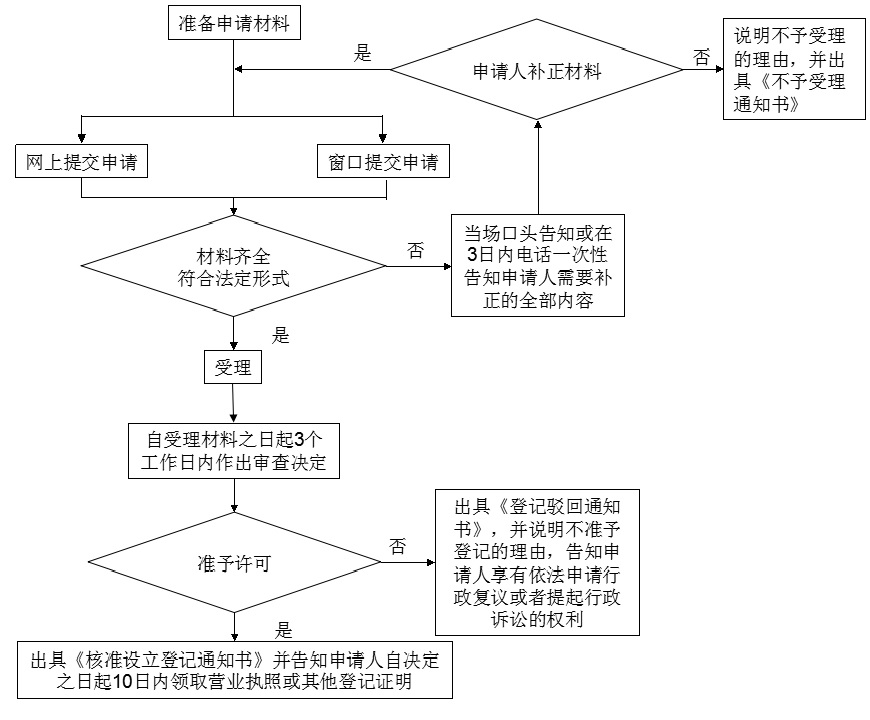 准备申请材料
是
申请人补正材料
否
说明不予受理
的理由，并出
具《不予受理
通知书》
网上提交申请
窗口提交申请
材料齐全
符合法定形式
否
当场口头告知或在
3日内电话一次性
告知申请人需要补
正的全部内容
是
受理
自受理材料之日起3个
工作日内作出审查决定
准予许可
否
出具《登记驳回通知
书》，并说明不准予
登记的理由，告知申
请人享有依法申请行
政复议或者提起行政
诉讼的权利
是
出具《核准设立登记通知书》并告知申请人自决定
之日起10日内领取营业执照或其他登记证明